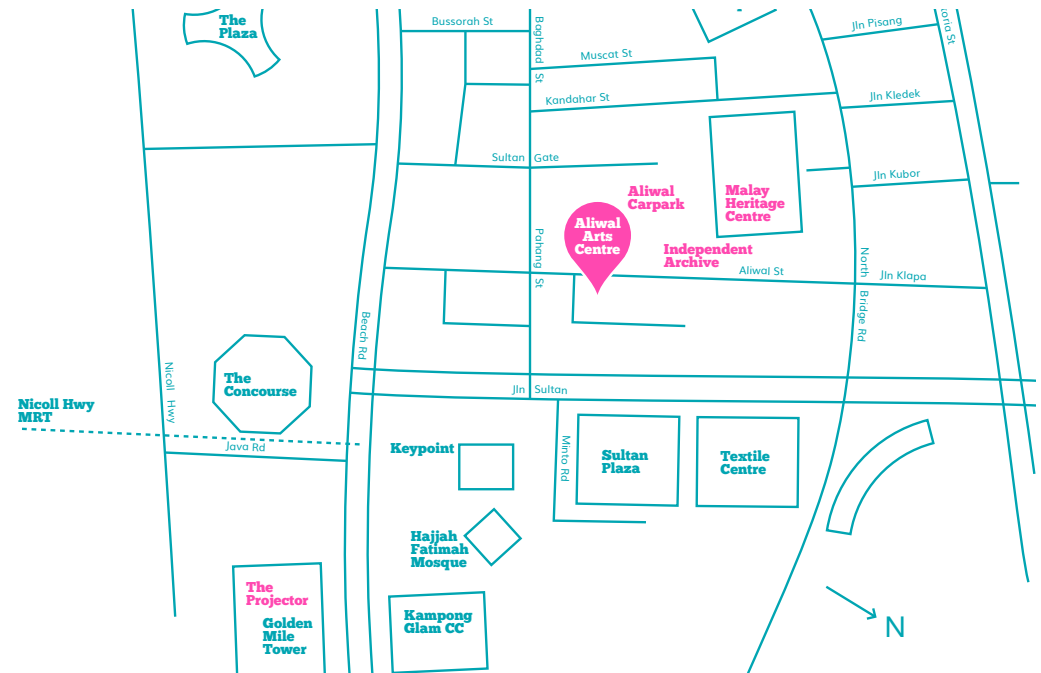 The
Plaza
Bussorah St
Baghdad St
Muscat St
Kandahar St
Jln Pisang
toria St
Jln Kledek
Jln Kubor
Sultan Gate
Aliwal
Carpark
Malay
Heritage
Centre
Aliwal
Arts
Centre
Independent
Archive
Pahang St
Aliwal St
Jln Klapa
North Bridge Rd
Beach Rd
Nicoll Hwy
The
Concourse
Jln Sultan
Nicoll Hwy
MRT
Java Rd
Keypoint
Minto Rd
Sultan
Plaza
Textile
Centre
Hajjah
Fatimah
Mosque
The
Projector
Golden
Mile
Tower
Kampong
Glam CC
N